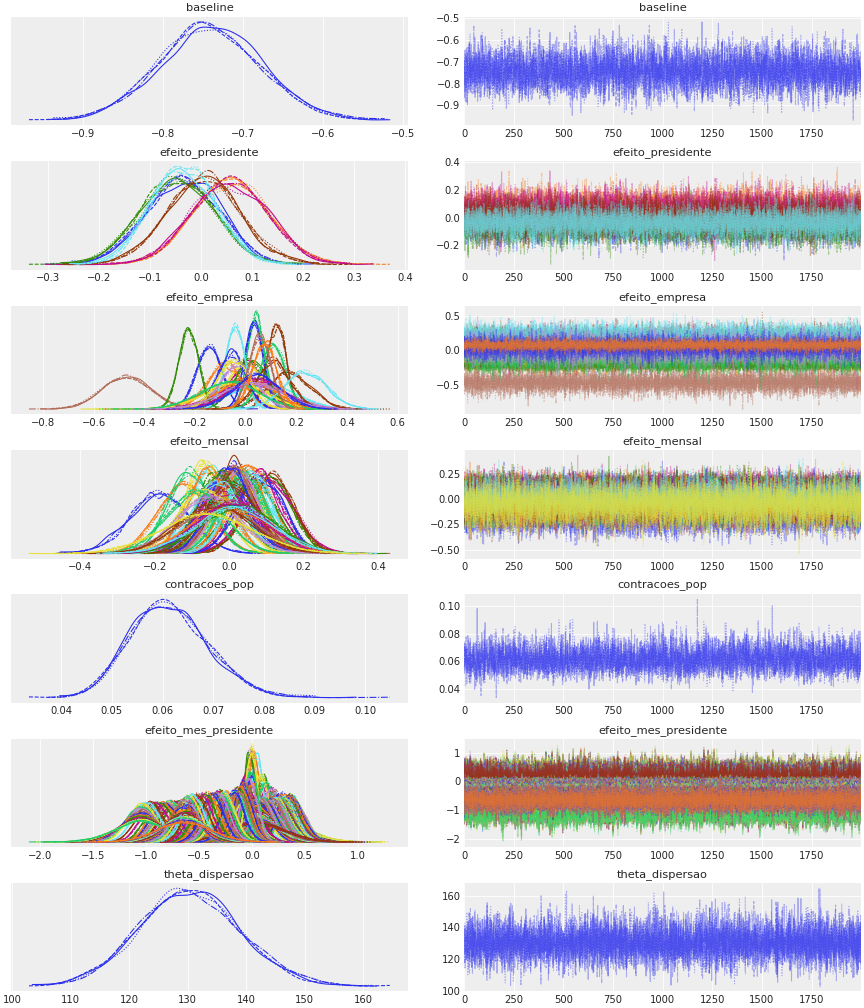 baseline baseline
−0.9 −0.8 −0.7 −0.6 −0.5
−0.5
−0.6
−0.7
−0.8
−0.9
0 250 500 750 1000 1250 1500 1750
efeito_presidente efeito_presidente
−0.3 −0.2 −0.1 0.0 0.1 0.2 0.3 0.4
0.4
0.2
0.0
−0.2
0 250 500 750 1000 1250 1500 1750
efeito_empresa efeito_empresa
−0.8 −0.6 −0.4 −0.2 0.0 0.2 0.4 0.6
0.5
0.0
−0.5
0 250 500 750 1000 1250 1500 1750
efeito_mensal efeito_mensal
−0.4 −0.2 0.0 0.2 0.4
0.25
0.00
−0.25
−0.50
0 250 500 750 1000 1250 1500 1750
contracoes_pop contracoes_pop
0.04 0.05 0.06 0.07 0.08 0.09 0.10
0.10
0.08
0.06
0.04
0 250 500 750 1000 1250 1500 1750
efeito_mes_presidente efeito_mes_presidente
−2.0 −1.5 −1.0 −0.5 0.0 0.5 1.0
1
0
−1
−2
0 250 500 750 1000 1250 1500 1750
theta_dispersao theta_dispersao
100 110 120 130 140 150 160
160
140
120
100
0 250 500 750 1000 1250 1500 1750